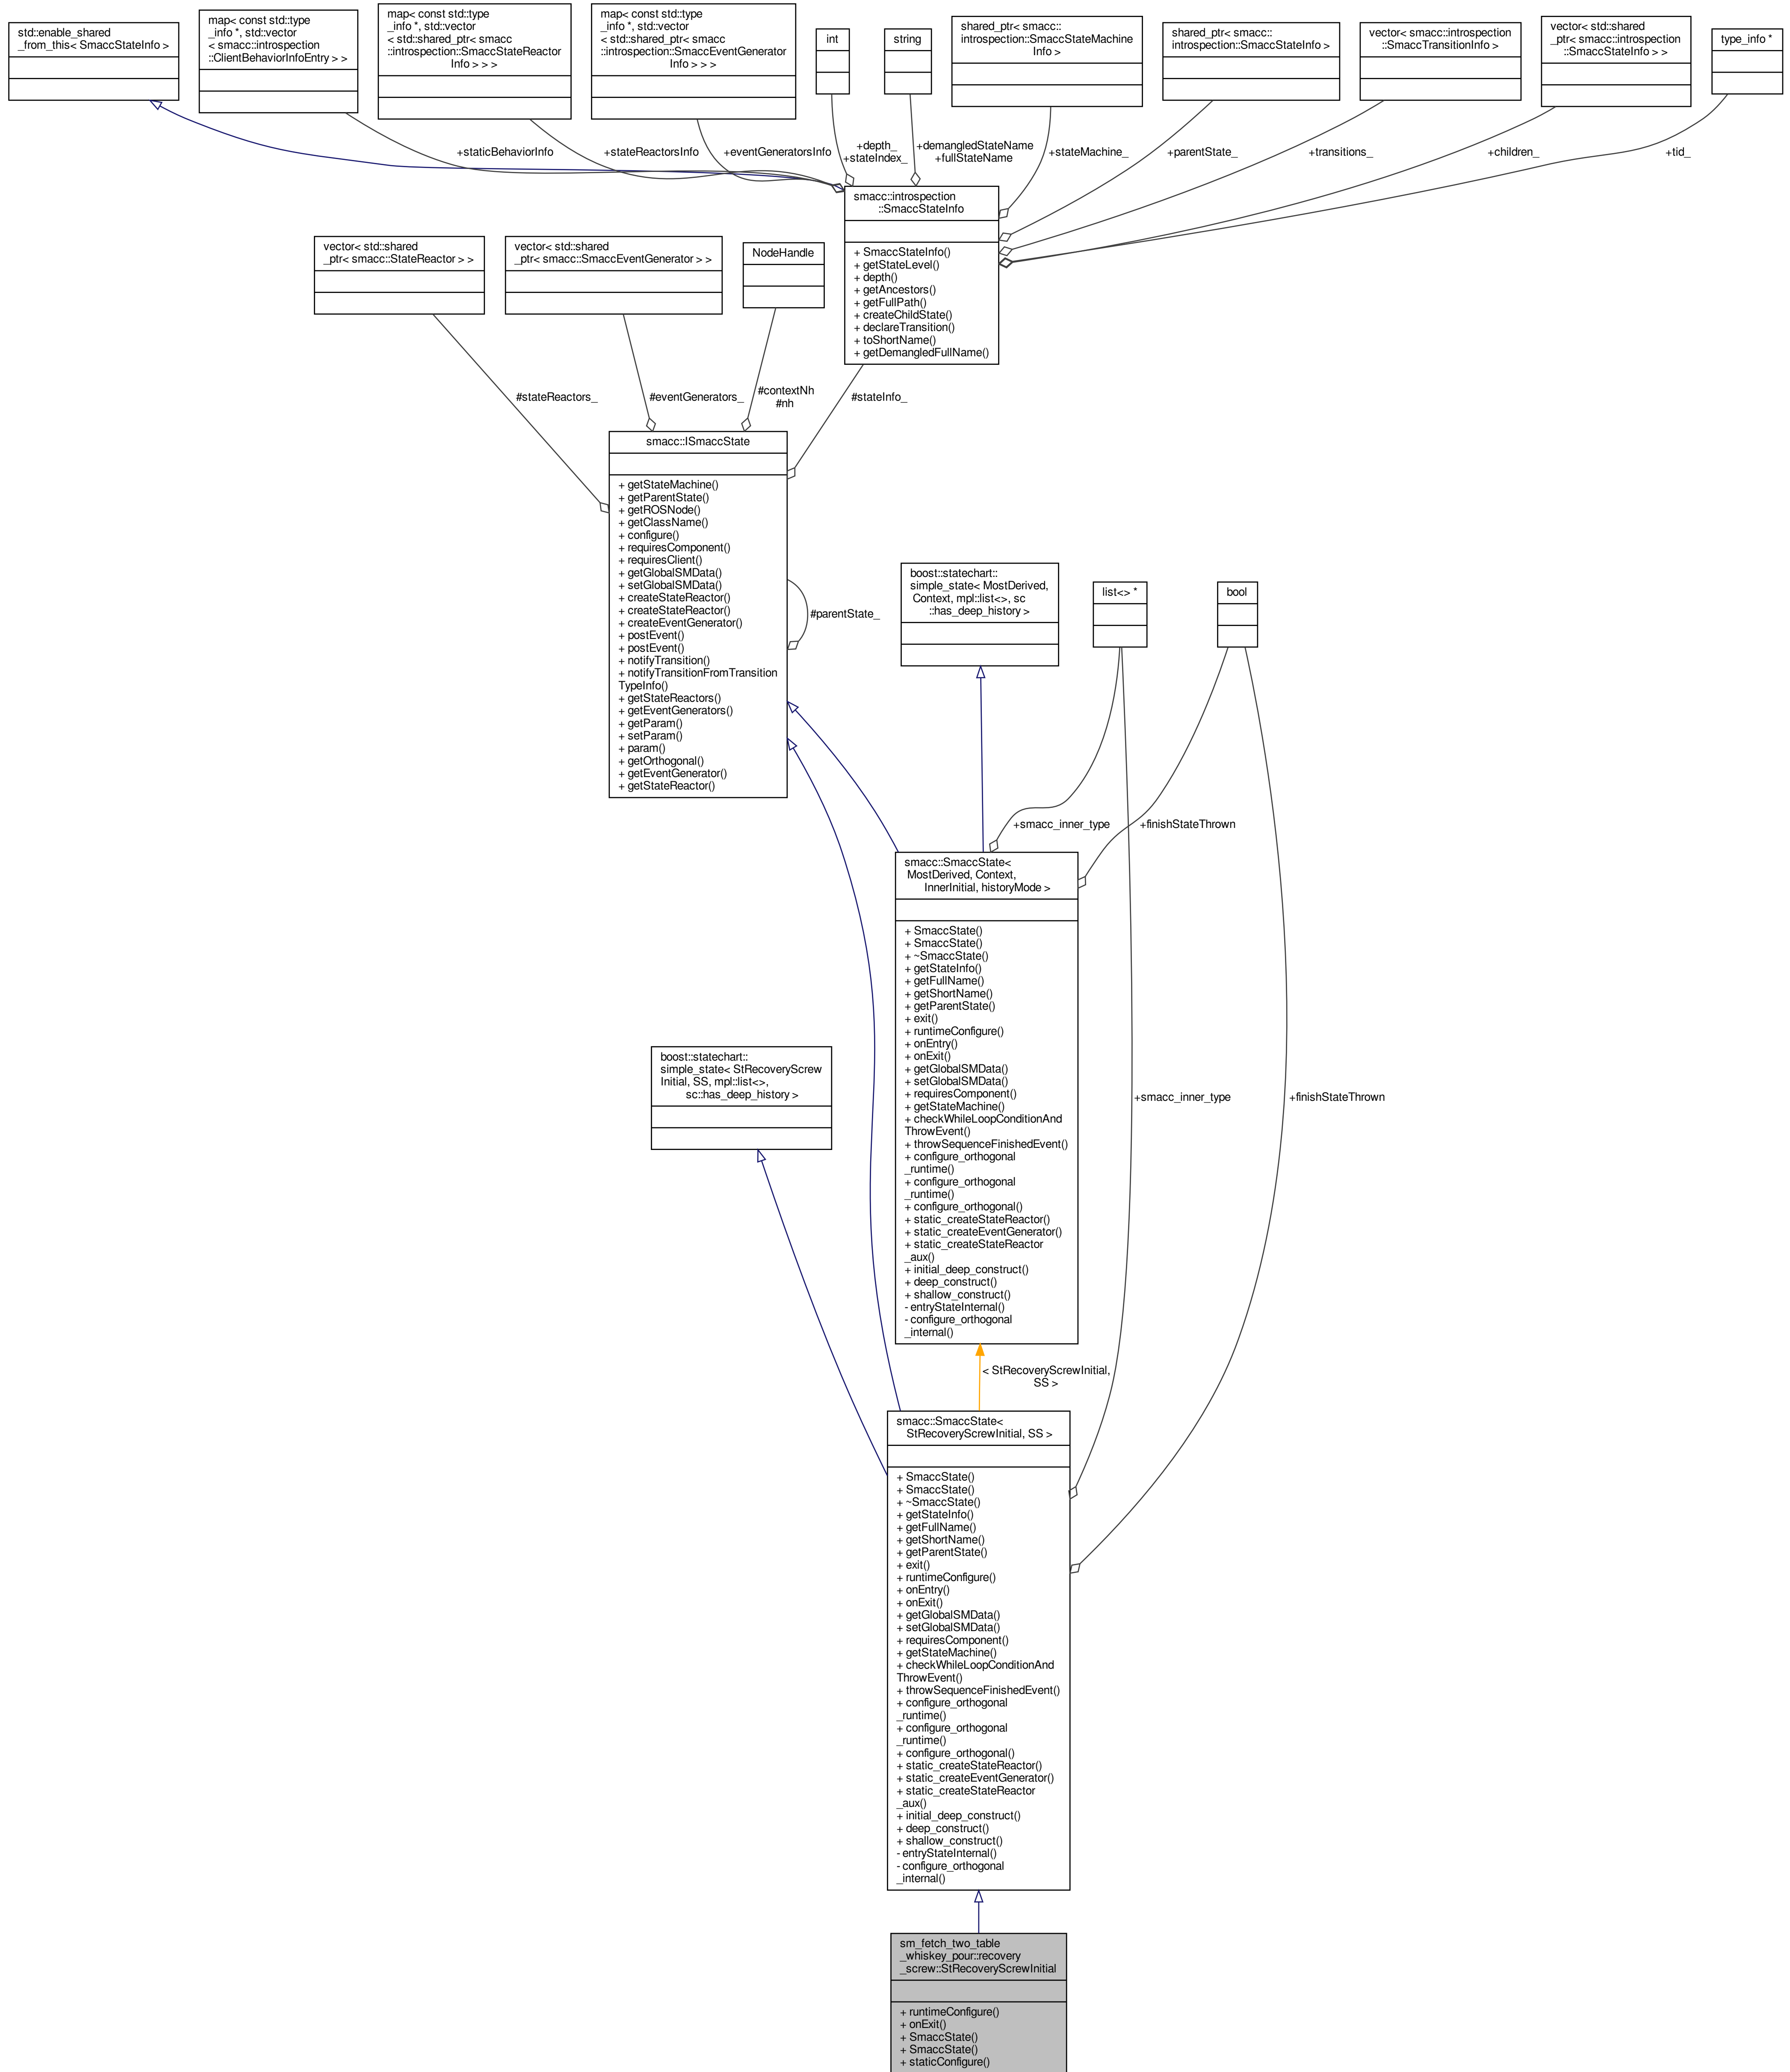 std::enable_shared
_from_this< SmaccStateInfo >
map< const std::type
_info *, std::vector
< smacc::introspection
::ClientBehaviorInfoEntry > >
map< const std::type
_info *, std::vector
< std::shared_ptr< smacc
::introspection::SmaccStateReactor
Info > > >
map< const std::type
_info *, std::vector
< std::shared_ptr< smacc
::introspection::SmaccEventGenerator
Info > > >
int
string
shared_ptr< smacc::
introspection::SmaccStateMachine
Info >
shared_ptr< smacc::
introspection::SmaccStateInfo >
vector< smacc::introspection
::SmaccTransitionInfo >
vector< std::shared
_ptr< smacc::introspection
::SmaccStateInfo > >
type_info *
+staticBehaviorInfo
+stateReactorsInfo
+eventGeneratorsInfo
+depth_
+stateIndex_
+demangledStateName
+fullStateName
+stateMachine_
+parentState_
+transitions_
+children_
+tid_
smacc::introspection
::SmaccStateInfo
+ SmaccStateInfo()
+ getStateLevel()
+ depth()
+ getAncestors()
+ getFullPath()
+ createChildState()
+ declareTransition()
+ toShortName()
+ getDemangledFullName()
vector< std::shared
_ptr< smacc::StateReactor > >
vector< std::shared
_ptr< smacc::SmaccEventGenerator > >
NodeHandle
#stateReactors_
#eventGenerators_
#contextNh
#nh
#stateInfo_
smacc::ISmaccState
+ getStateMachine()
+ getParentState()
+ getROSNode()
+ getClassName()
+ configure()
+ requiresComponent()
+ requiresClient()
+ getGlobalSMData()
+ setGlobalSMData()
+ createStateReactor()
+ createStateReactor()
+ createEventGenerator()
+ postEvent()
+ postEvent()
+ notifyTransition()
+ notifyTransitionFromTransition
TypeInfo()
+ getStateReactors()
+ getEventGenerators()
+ getParam()
+ setParam()
+ param()
+ getOrthogonal()
+ getEventGenerator()
+ getStateReactor()
#parentState_
boost::statechart::
simple_state< MostDerived,
Context, mpl::list<>, sc
::has_deep_history >
list<> *
bool
+smacc_inner_type
+finishStateThrown
smacc::SmaccState<
MostDerived, Context,
InnerInitial, historyMode >
+ SmaccState()
+ SmaccState()
+ ~SmaccState()
+ getStateInfo()
+ getFullName()
+ getShortName()
+ getParentState()
+ exit()
+ runtimeConfigure()
+ onEntry()
+ onExit()
+ getGlobalSMData()
+ setGlobalSMData()
+ requiresComponent()
+ getStateMachine()
+ checkWhileLoopConditionAnd
ThrowEvent()
+ throwSequenceFinishedEvent()
+ configure_orthogonal
_runtime()
+ configure_orthogonal
_runtime()
+ configure_orthogonal()
+ static_createStateReactor()
+ static_createEventGenerator()
+ static_createStateReactor
_aux()
+ initial_deep_construct()
+ deep_construct()
+ shallow_construct()
- entryStateInternal()
- configure_orthogonal
_internal()
boost::statechart::
simple_state< StRecoveryScrew
Initial, SS, mpl::list<>,
sc::has_deep_history >
+smacc_inner_type
+finishStateThrown
< StRecoveryScrewInitial,
SS >
smacc::SmaccState<
StRecoveryScrewInitial, SS >
+ SmaccState()
+ SmaccState()
+ ~SmaccState()
+ getStateInfo()
+ getFullName()
+ getShortName()
+ getParentState()
+ exit()
+ runtimeConfigure()
+ onEntry()
+ onExit()
+ getGlobalSMData()
+ setGlobalSMData()
+ requiresComponent()
+ getStateMachine()
+ checkWhileLoopConditionAnd
ThrowEvent()
+ throwSequenceFinishedEvent()
+ configure_orthogonal
_runtime()
+ configure_orthogonal
_runtime()
+ configure_orthogonal()
+ static_createStateReactor()
+ static_createEventGenerator()
+ static_createStateReactor
_aux()
+ initial_deep_construct()
+ deep_construct()
+ shallow_construct()
- entryStateInternal()
- configure_orthogonal
_internal()
sm_fetch_two_table
_whiskey_pour::recovery
_screw::StRecoveryScrewInitial
+ runtimeConfigure()
+ onExit()
+ SmaccState()
+ SmaccState()
+ staticConfigure()